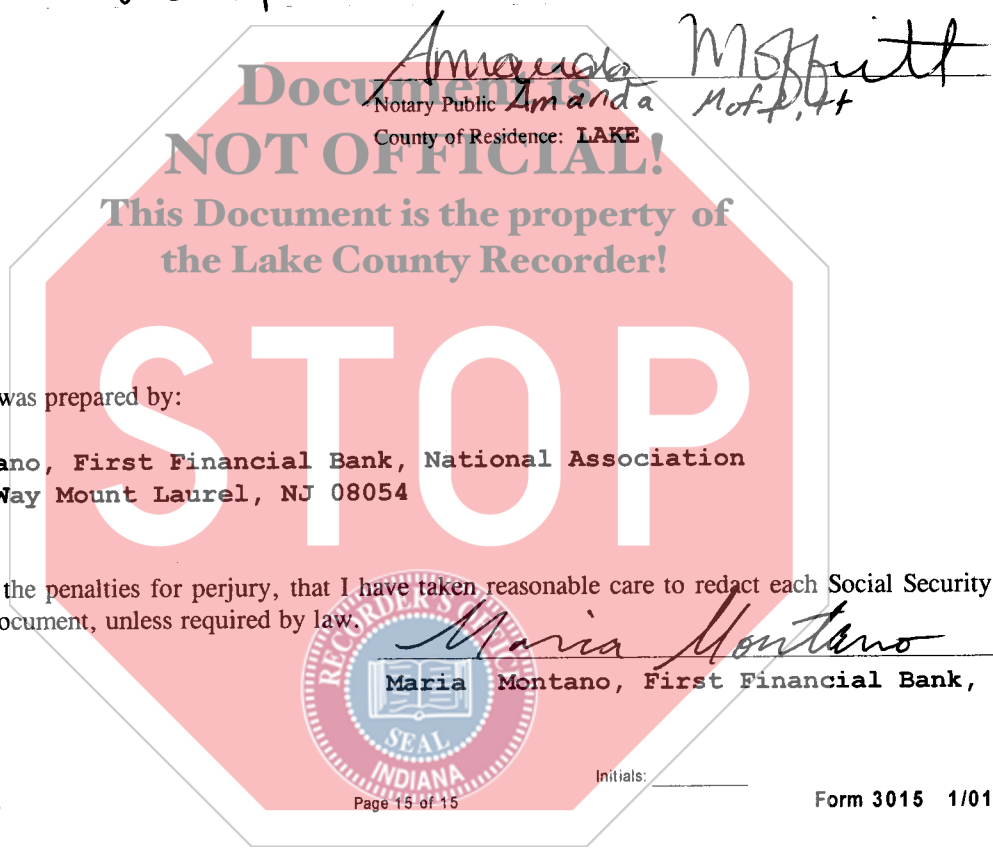 Amanda Moffitt
Document is
Notary Public Amanda Moffitt
County of Residence: LAKE
NOT OFFICIAL!
This Document is the property of
the Lake County Recorder!
STOP
was prepared by:
ano, First Financial Bank, National Association
Way Mount Laurel, NJ 08054
the penalties for perjury, that I have taken reasonable care to redact each Social Security
ocument, unless required by law.
Maria Montano
Maria Montano, First Financial Bank,
RECORDER'S OFFICE
SEAL
INDIANA
Initials:
Page 15 of 15
Form 3015 1/01